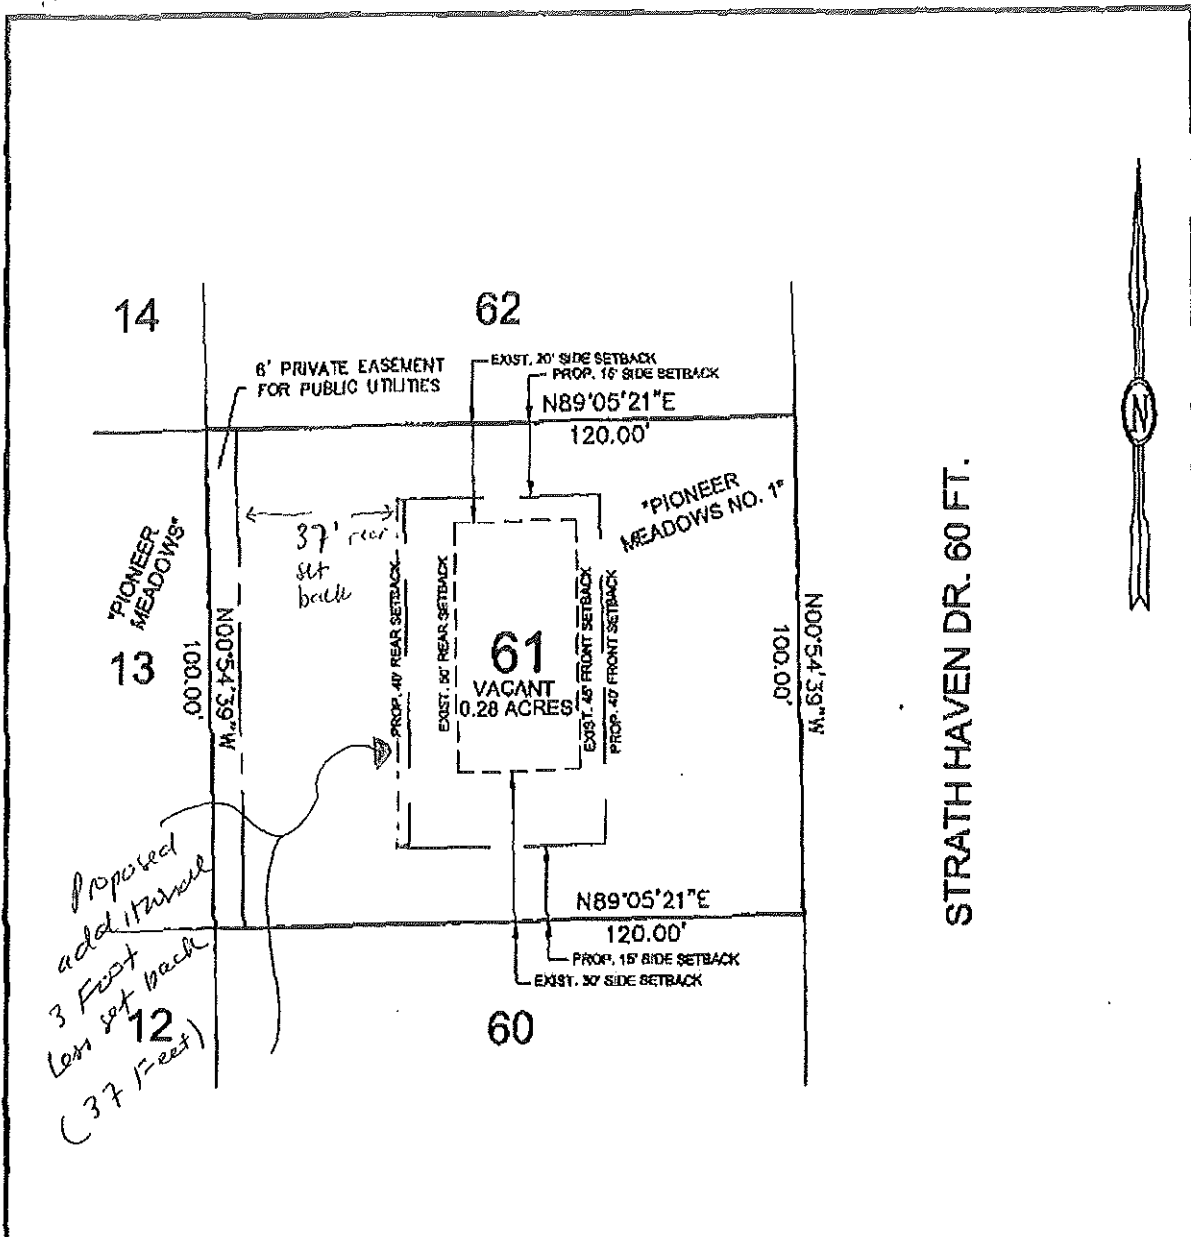 14
62
6' PRIVATE EASEMENT
FOR PUBLIC UTILITIES
EXIST. 20' SIDE SETBACK
PROP. 15' SIDE SETBACK
N89°05'21"E
120.00'
"PIONEER
MEADOWS NO. 1"
N
37' rear
set
back
"PIONEER
MEADOWS"
13
N00°54'39"W
100.00'
PROP. 40' REAR SETBACK
EXIST. 50' REAR SETBACK
61
VACANT
0.28 ACRES
EXIST. 45' FRONT SETBACK
PROP. 40' FRONT SETBACK
N00°54'39"W
100.00'
STRATH HAVEN DR. 60 FT.
Proposed
additional
3 Foot
Less set back
(37 Feet)
N89°05'21"E
120.00'
PROP. 15' SIDE SETBACK
EXIST. 30' SIDE SETBACK
12
60